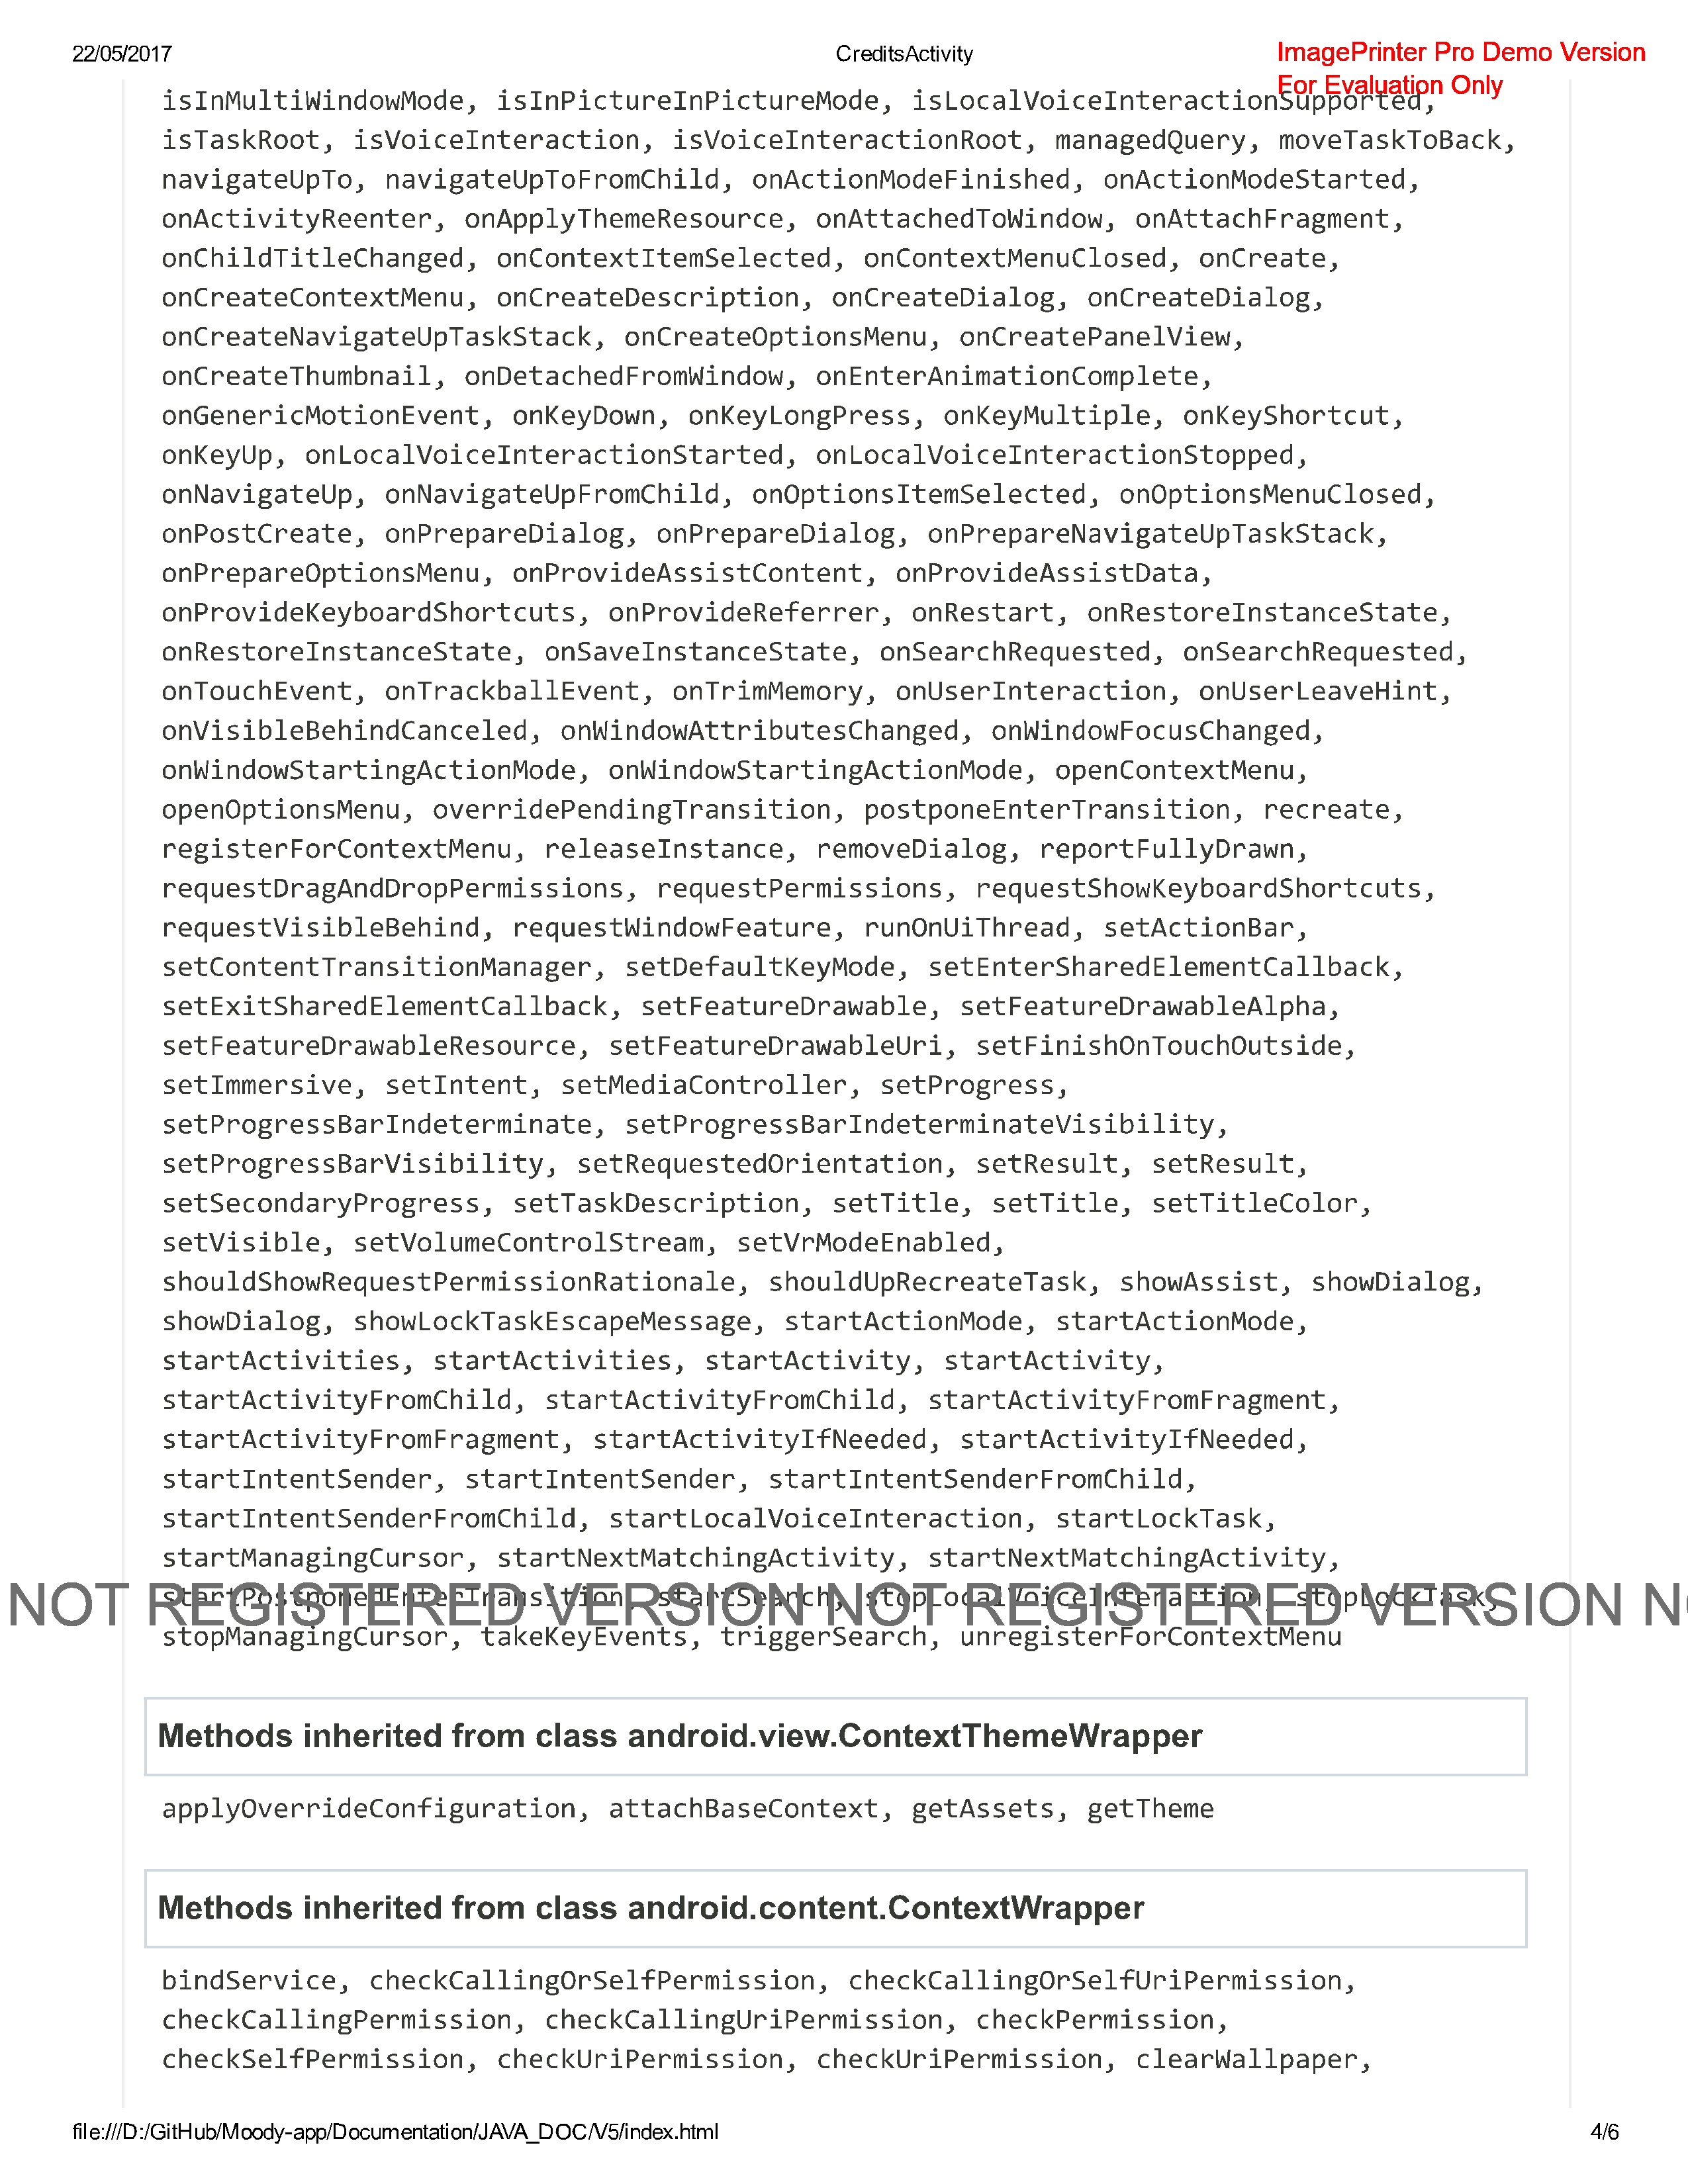 22/05/2017
CreditsActivity
ImagePrinter Pro Demo Version
For Evaluation Only
isInMultiWindowMode, isInPictureInPictureMode, isLocalVoiceInteractionSupported,
isTaskRoot, isVoiceInteraction, isVoiceInteractionRoot, managedQuery, moveTaskToBack,
navigateUpTo, navigateUpToFromChild, onActionModeFinished, onActionModeStarted,
onActivityReenter, onApplyThemeResource, onAttachedToWindow, onAttachFragment,
onChildTitleChanged, onContextItemSelected, onContextMenuClosed, onCreate,
onCreateContextMenu, onCreateDescription, onCreateDialog, onCreateDialog,
onCreateNavigateUpTaskStack, onCreateOptionsMenu, onCreatePanelView,
onCreateThumbnail, onDetachedFromWindow, onEnterAnimationComplete,
onGenericMotionEvent, onKeyDown, onKeyLongPress, onKeyMultiple, onKeyShortcut,
onKeyUp, onLocalVoiceInteractionStarted, onLocalVoiceInteractionStopped,
onNavigateUp, onNavigateUpFromChild, onOptionsItemSelected, onOptionsMenuClosed,
onPostCreate, onPrepareDialog, onPrepareDialog, onPrepareNavigateUpTaskStack,
onPrepareOptionsMenu, onProvideAssistContent, onProvideAssistData,
onProvideKeyboardShortcuts, onProvideReferrer, onRestart, onRestoreInstanceState,
onRestoreInstanceState, onSaveInstanceState, onSearchRequested, onSearchRequested,
onTouchEvent, onTrackballEvent, onTrimMemory, onUserInteraction, onUserLeaveHint,
onVisibleBehindCanceled, onWindowAttributesChanged, onWindowFocusChanged,
onWindowStartingActionMode, onWindowStartingActionMode, openContextMenu,
openOptionsMenu, overridePendingTransition, postponeEnterTransition, recreate,
registerForContextMenu, releaseInstance, removeDialog, reportFullyDrawn,
requestDragAndDropPermissions, requestPermissions, requestShowKeyboardShortcuts,
requestVisibleBehind, requestWindowFeature, runOnUiThread, setActionBar,
setContentTransitionManager, setDefaultKeyMode, setEnterSharedElementCallback,
setExitSharedElementCallback, setFeatureDrawable, setFeatureDrawableAlpha,
setFeatureDrawableResource, setFeatureDrawableUri, setFinishOnTouchOutside,
setImmersive, setIntent, setMediaController, setProgress,
setProgressBarIndeterminate, setProgressBarIndeterminateVisibility,
setProgressBarVisibility, setRequestedOrientation, setResult, setResult,
setSecondaryProgress, setTaskDescription, setTitle, setTitle, setTitleColor,
setVisible, setVolumeControlStream, setVrModeEnabled,
shouldShowRequestPermissionRationale, shouldUpRecreateTask, showAssist, showDialog,
showDialog, showLockTaskEscapeMessage, startActionMode, startActionMode,
startActivities, startActivities, startActivity, startActivity,
startActivityFromChild, startActivityFromChild, startActivityFromFragment,
startActivityFromFragment, startActivityIfNeeded, startActivityIfNeeded,
startIntentSender, startIntentSender, startIntentSenderFromChild,
startIntentSenderFromChild, startLocalVoiceInteraction, startLockTask,
startManagingCursor, startNextMatchingActivity, startNextMatchingActivity,
startPostponedEnterTransition, startSearch, stopLocalVoiceInteraction, stopLockTask,
NOT REGISTERED VERSION NOT REGISTERED VERSION N
stopManagingCursor, takeKeyEvents, triggerSearch, unregisterForContextMenu
Methods inherited from class android.view.ContextThemeWrapper
applyOverrideConfiguration, attachBaseContext, getAssets, getTheme
Methods inherited from class android.content.ContextWrapper
bindService, checkCallingOrSelfPermission, checkCallingOrSelfUriPermission,
checkCallingPermission, checkCallingUriPermission, checkPermission,
checkSelfPermission, checkUriPermission, checkUriPermission, clearWallpaper,
file:///D:/GitHub/Moody-app/Documentation/JAVA_DOC/V5/index.html
4/6